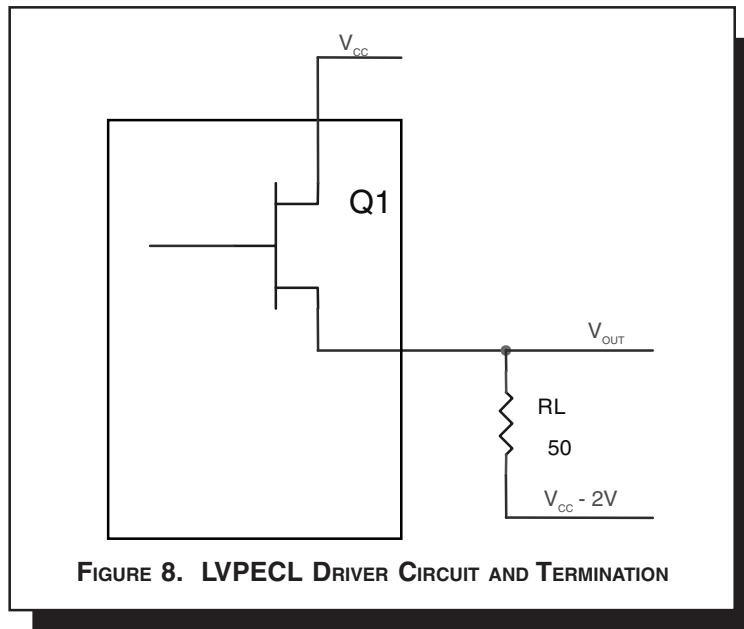 V_CC
Q1
V_OUT
RL
50
V_CC - 2V
FIGURE 8. LVPECL DRIVER CIRCUIT AND TERMINATION